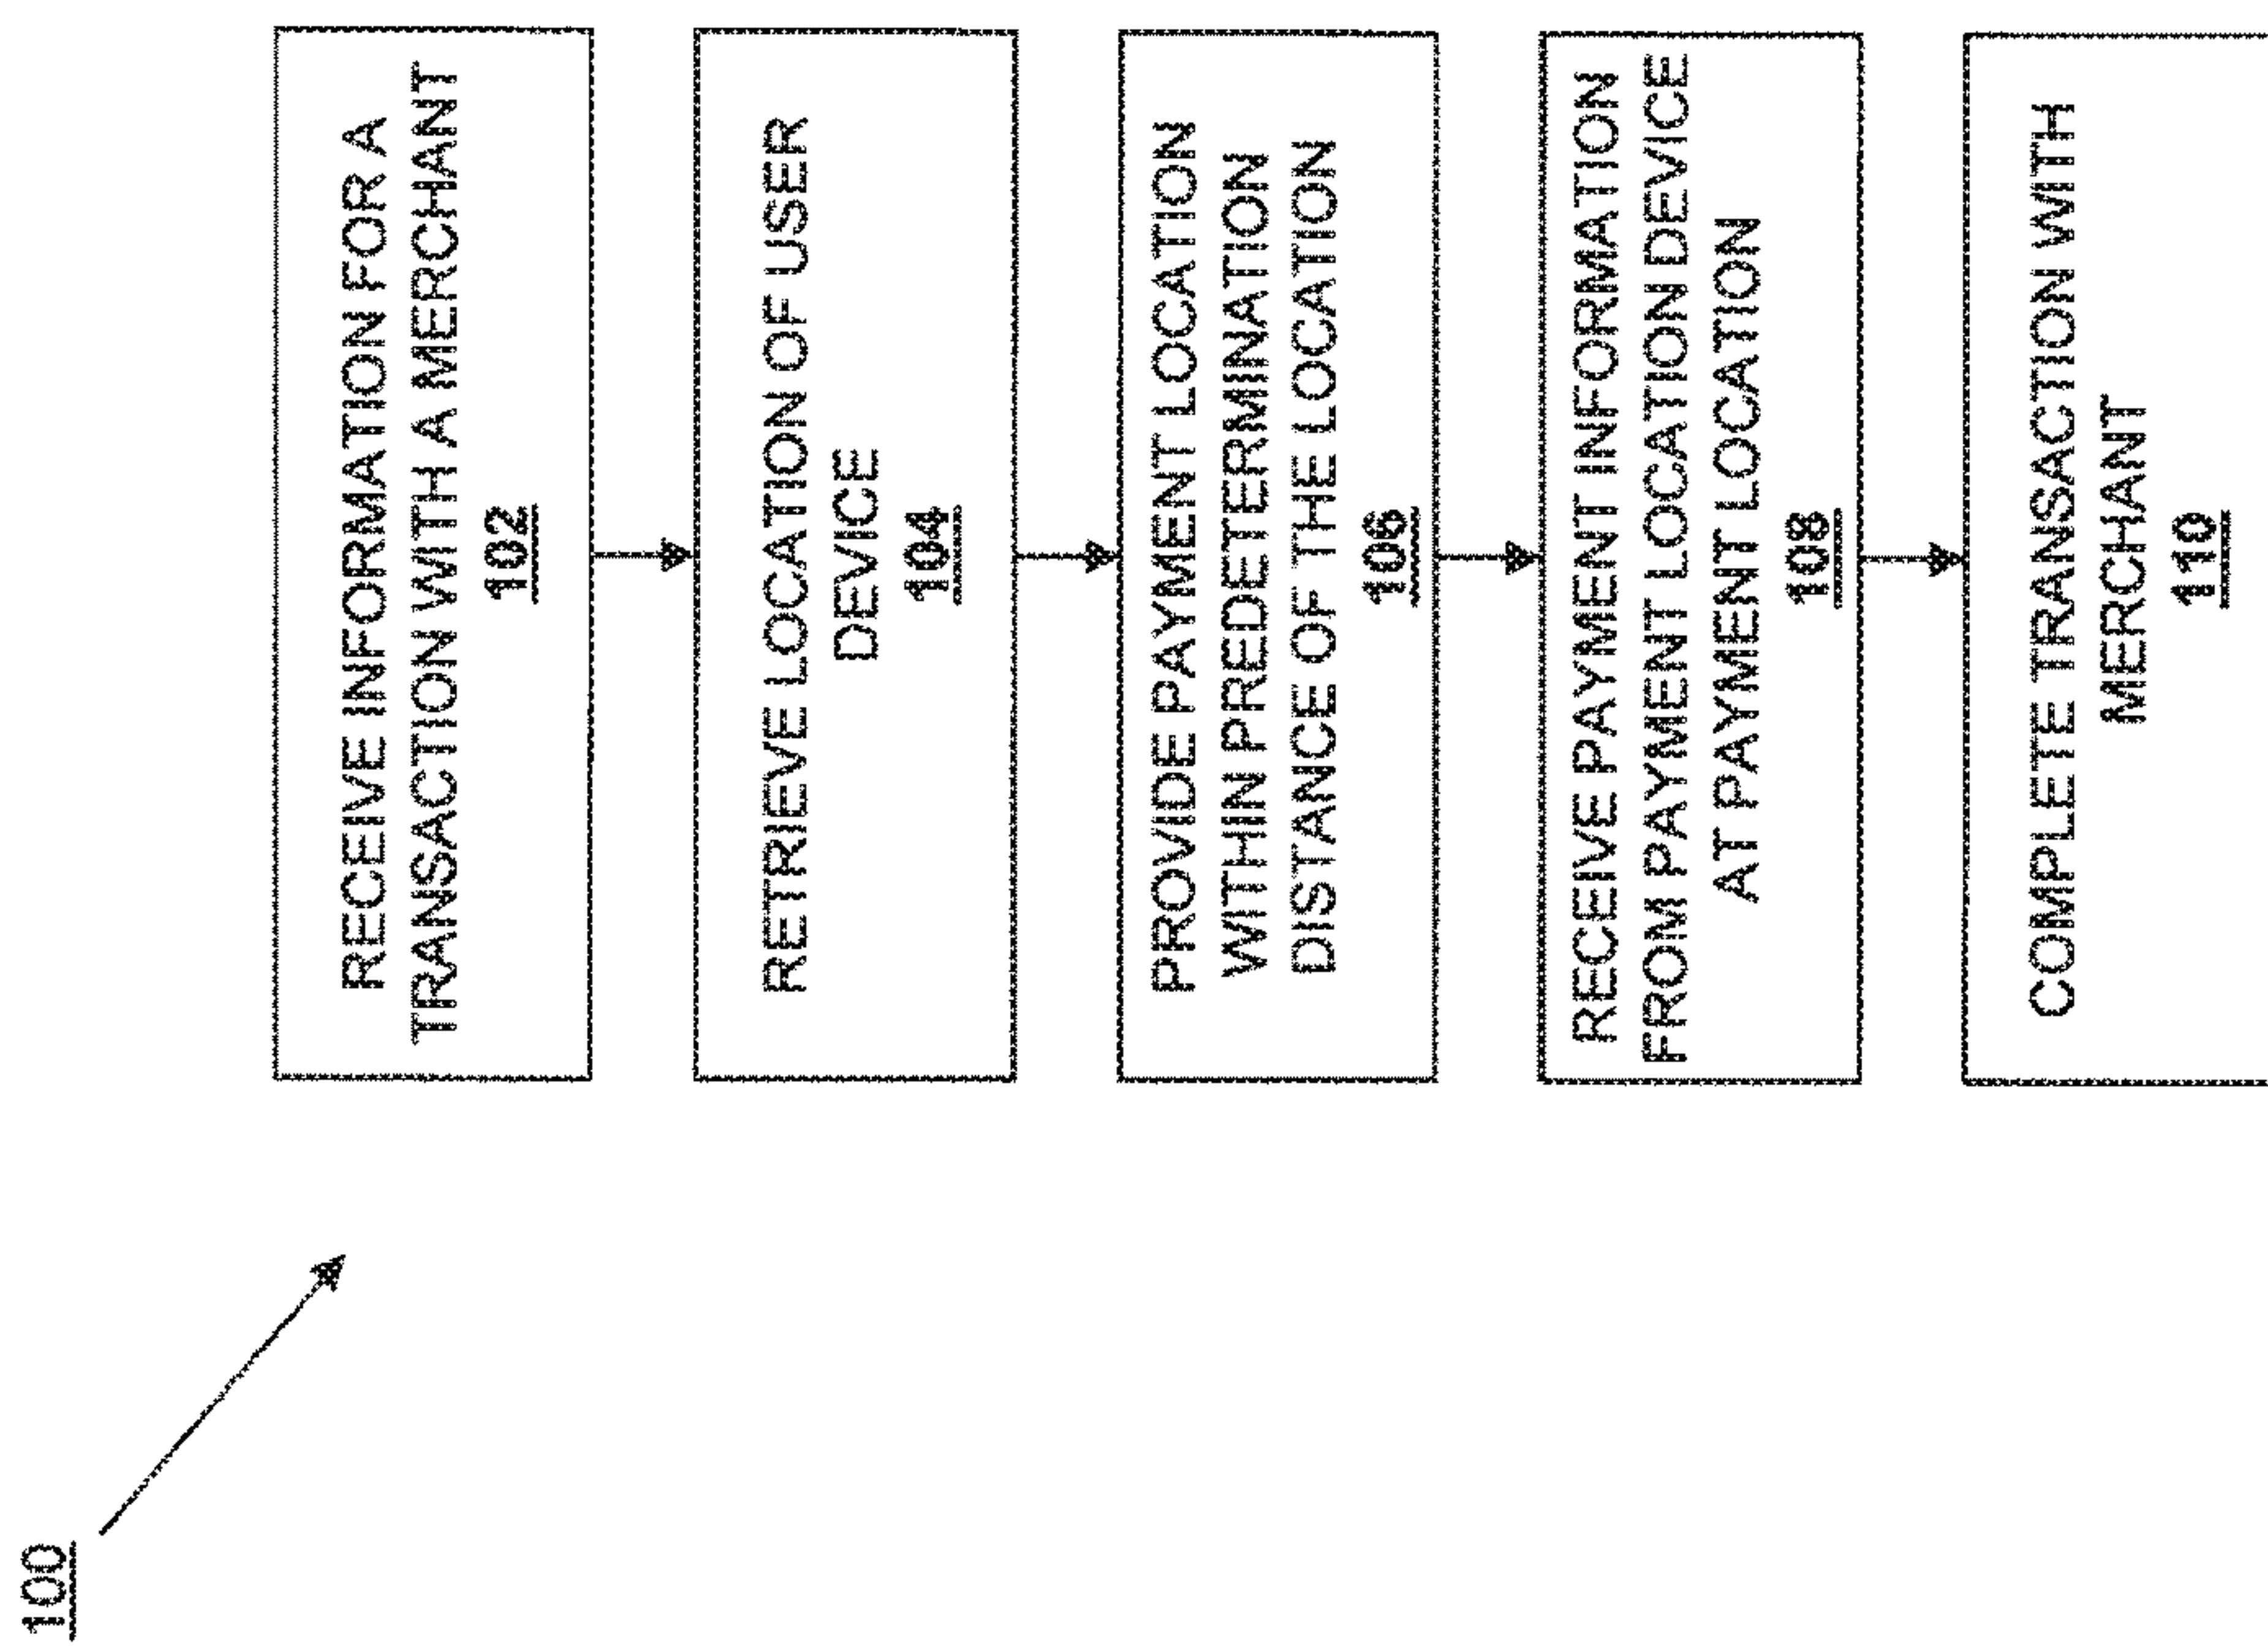 100
RECEIVE INFORMATION FOR A
TRANSACTION WITH A MERCHANT
102
RETRIEVE LOCATION OF USER
DEVICE
104
PROVIDE PAYMENT LOCATION
WITHIN PREDETERMINATION
DISTANCE OF THE LOCATION
106
RECEIVE PAYMENT INFORMATION
FROM PAYMENT LOCATION DEVICE
AT PAYMENT LOCATION
108
COMPLETE TRANSACTION WITH
MERCHANT
110